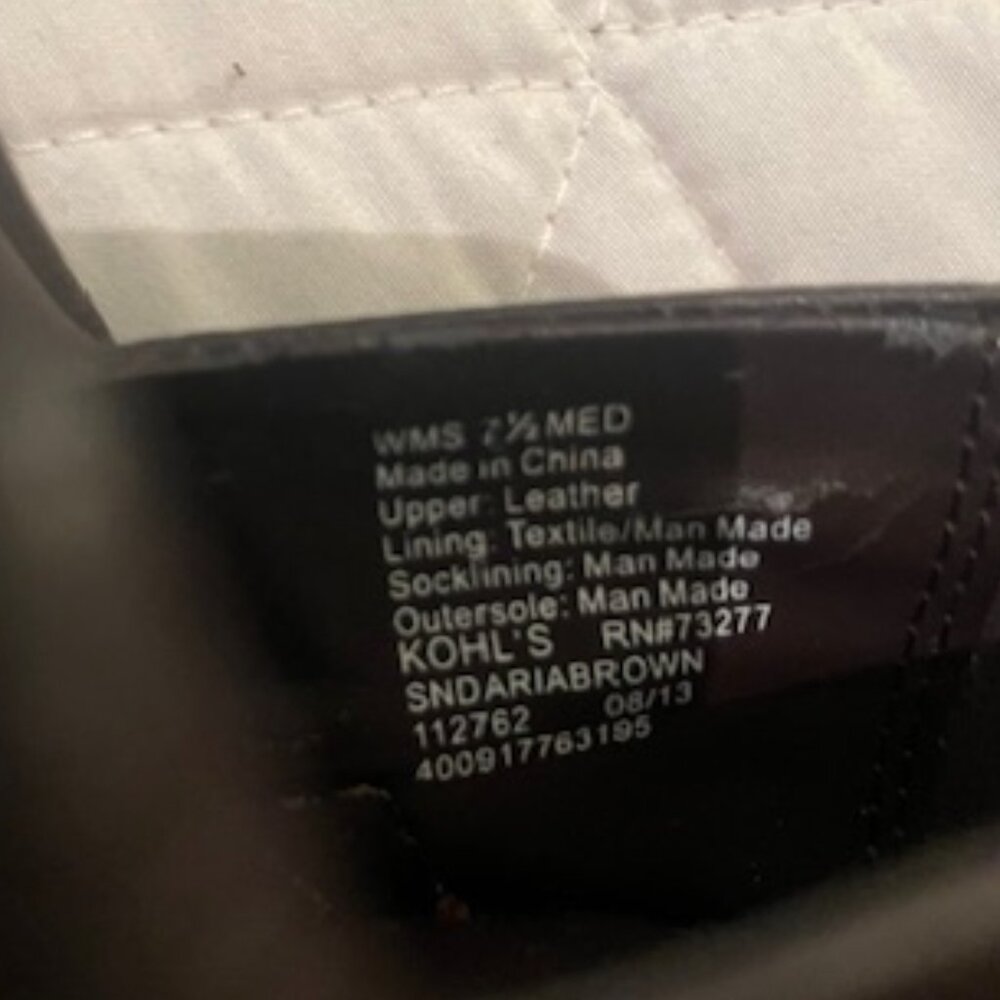 WMS 7½ MED
Made in China
Upper: Leather
Lining: Textile/Man Made
Socklining: Man Made
Outersole: Man Made
KOHL'S RN#73277
SNDARIABROWN
112762 08/13
400917763195